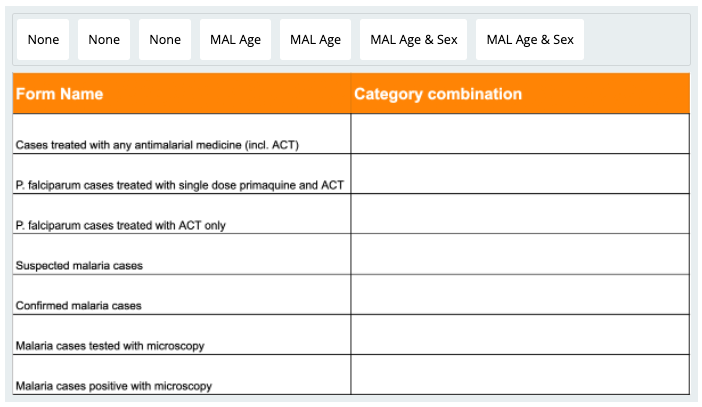 None None None MAL Age MAL Age MAL Age & Sex MAL Age & Sex
Form Name Category combination
Cases treated with any antimalarial medicine (incl. ACT)
P. falciparum cases treated with single dose primaquine and ACT
P. falciparum cases treated with ACT only
Suspected malaria cases
Confirmed malaria cases
Malaria cases tested with microscopy
Malaria cases positive with microscopy